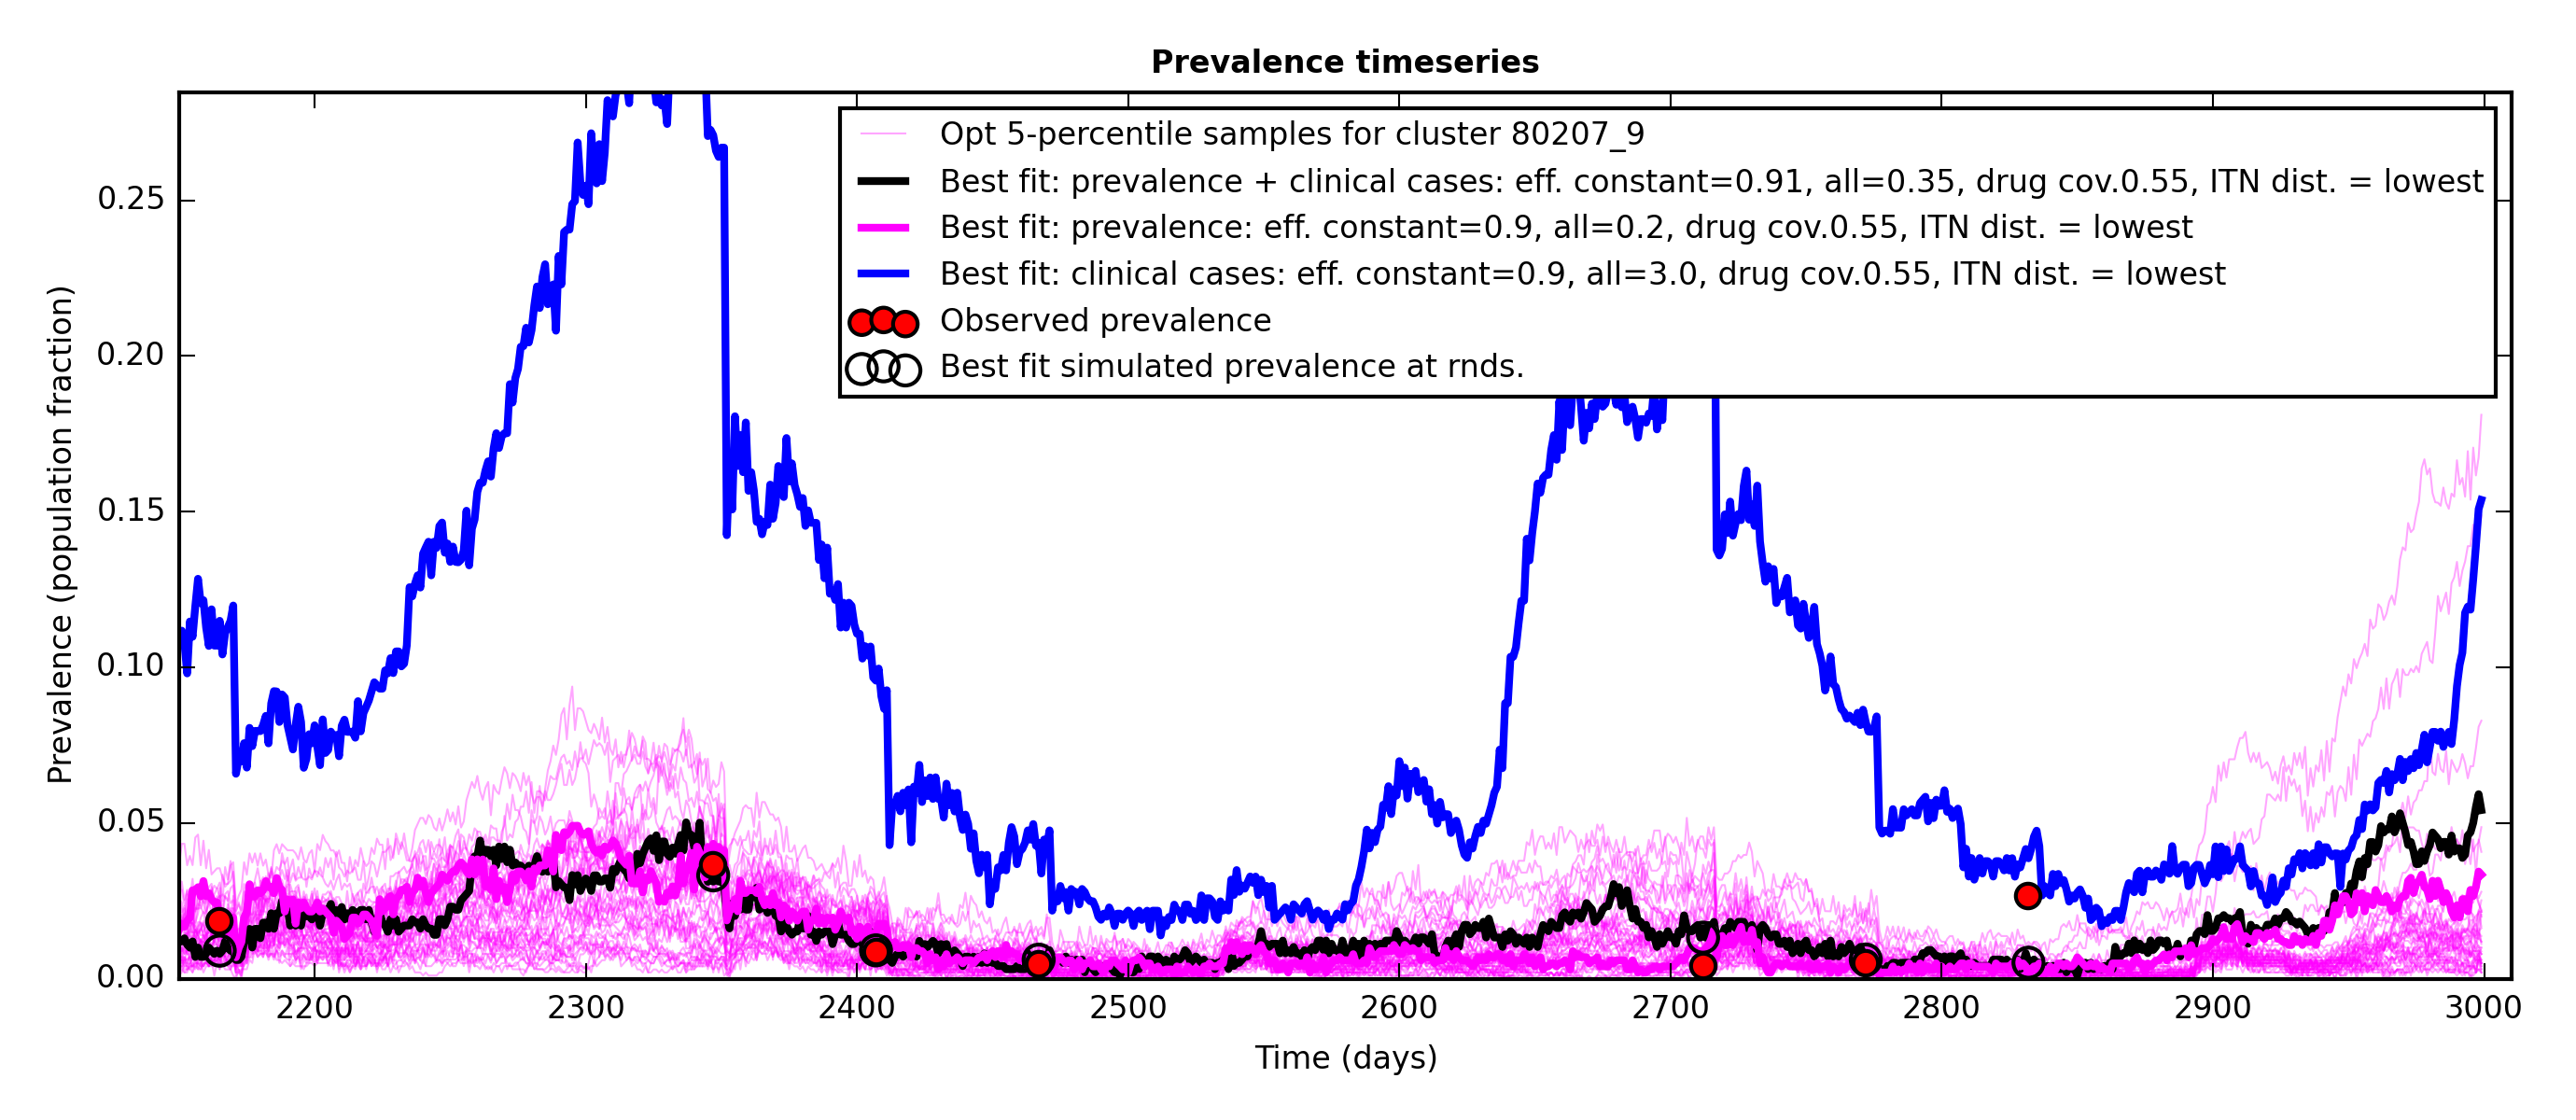 Prevalence timeseries
Opt 5-percentile samples for cluster 80207_9
Best fit: prevalence + clinical cases: eff. constant=0.91, all=0.35, drug cov.0.55, ITN dist. = lowest
Best fit: prevalence: eff. constant=0.9, all=0.2, drug cov.0.55, ITN dist. = lowest
Best fit: clinical cases: eff. constant=0.9, all=3.0, drug cov.0.55, ITN dist. = lowest
Observed prevalence
Best fit simulated prevalence at rnds.
Prevalence (population fraction)
0.25
0.20
0.15
0.10
0.05
0.00
2200 2300 2400 2500 2600 2700 2800 2900 3000
Time (days)